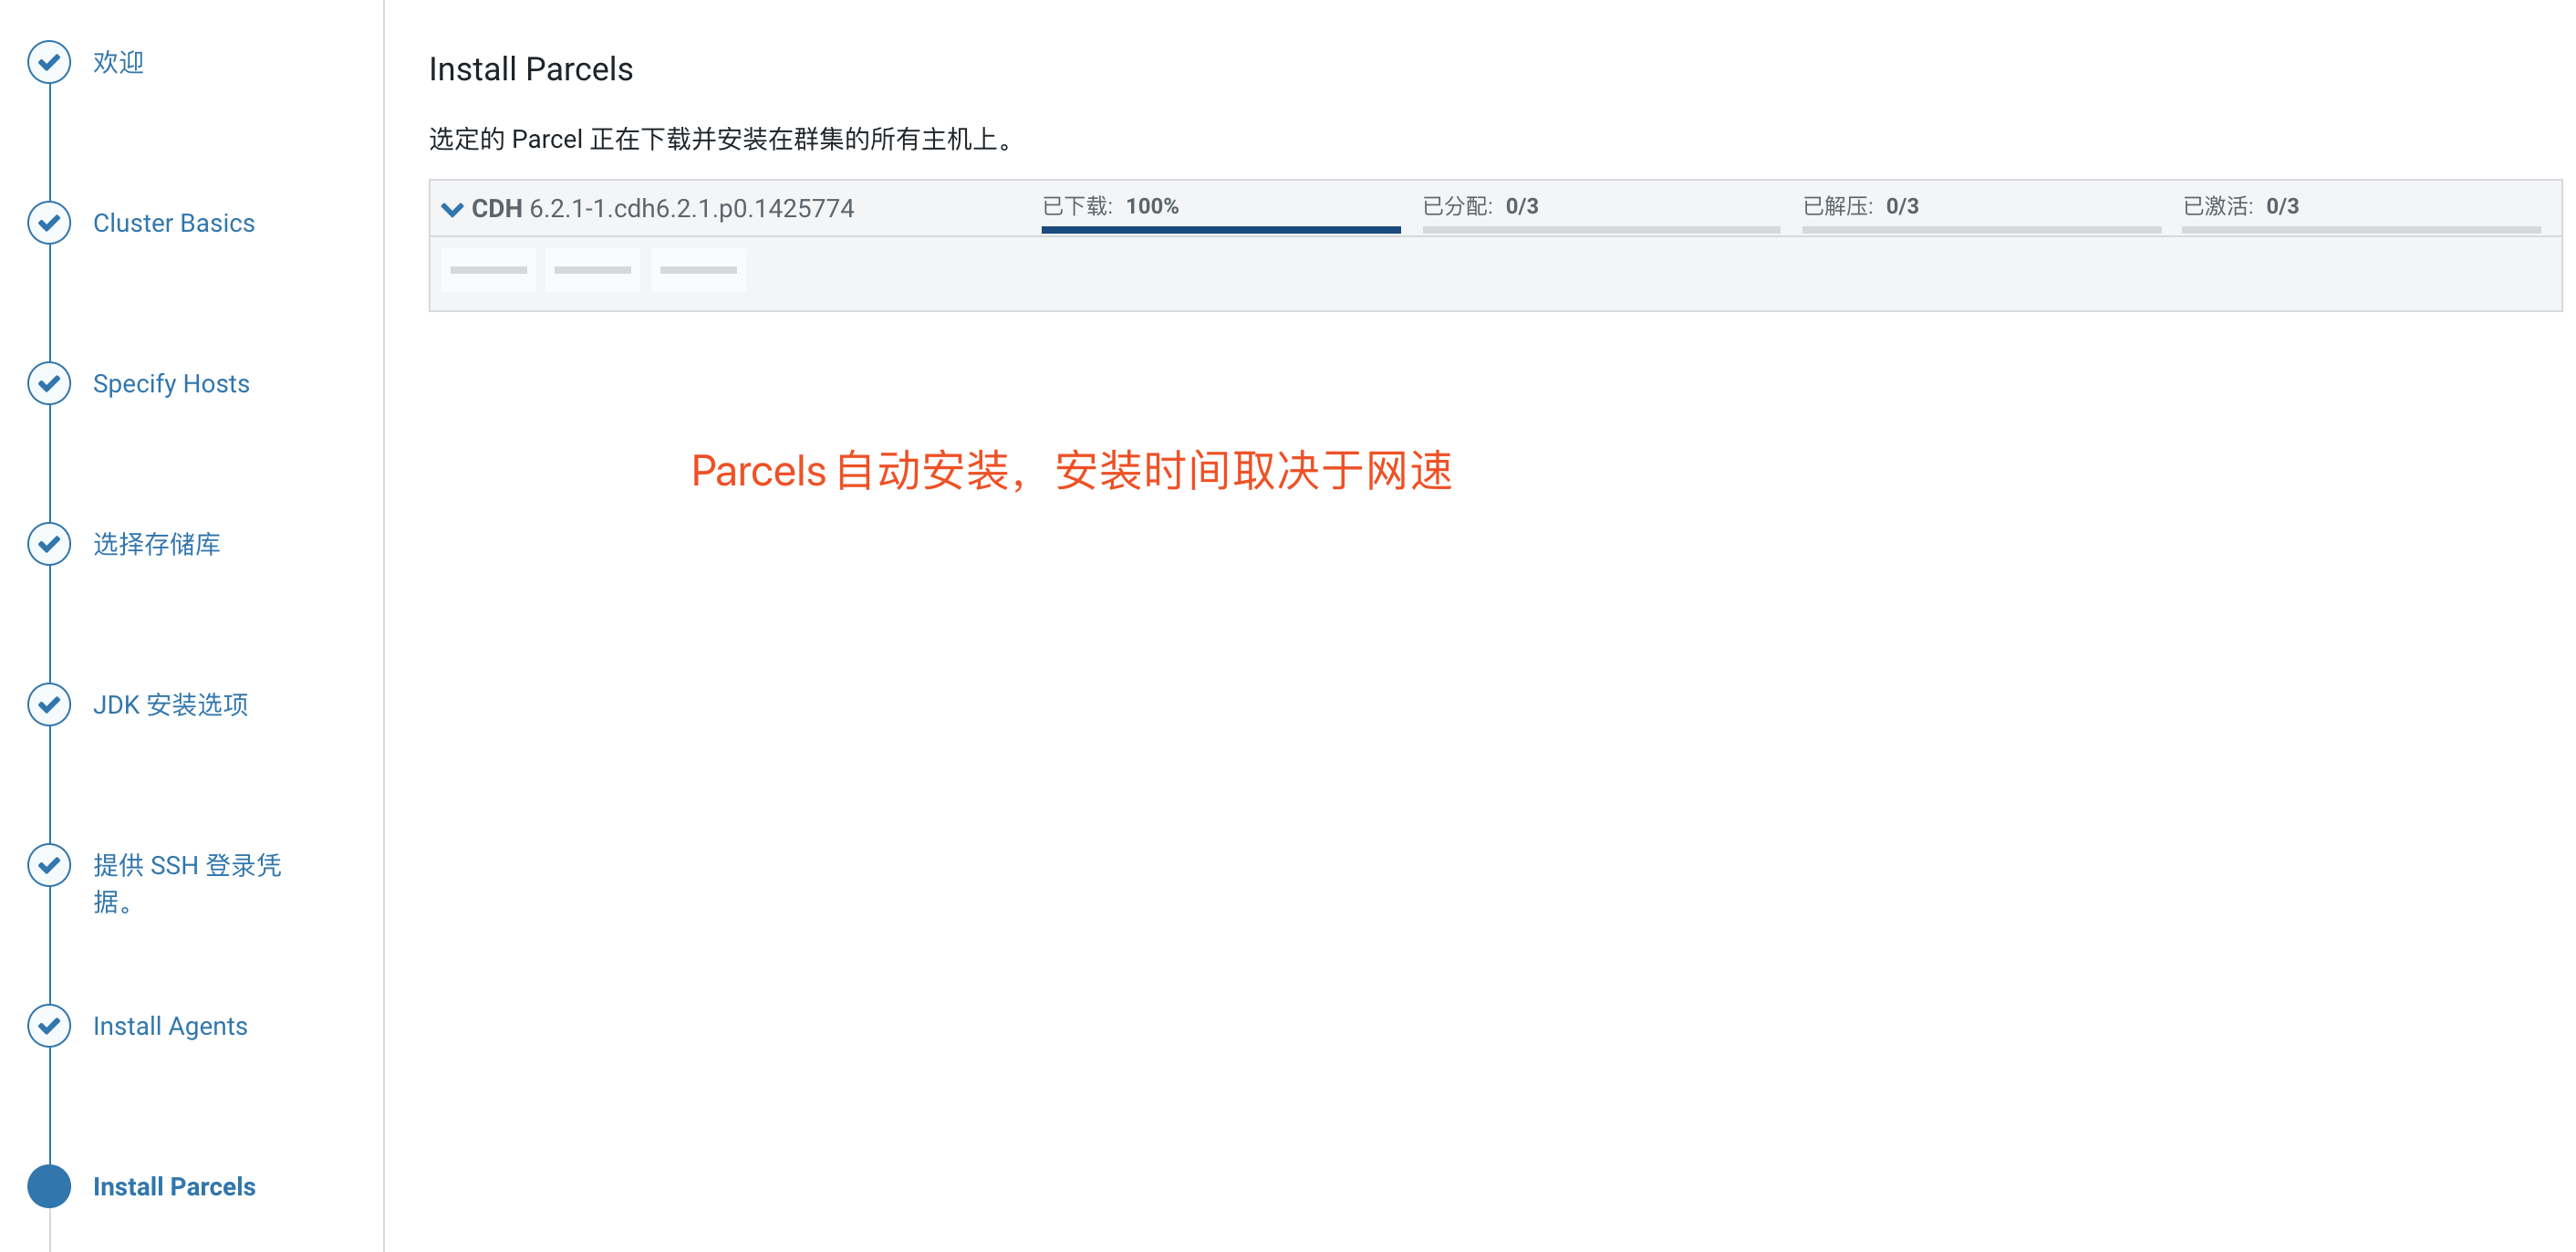 欢迎
Cluster Basics
Specify Hosts
选择存储库
JDK 安装选项
提供 SSH 登录凭
据。
Install Agents
Install Parcels
Install Parcels
选定的 Parcel 正在下载并安装在群集的所有主机上。
CDH 6.2.1-1.cdh6.2.1.p0.1425774 已下载: 100% 已分配: 0/3 已解压: 0/3 已激活: 0/3
Parcels 自动安装，安装时间取决于网速